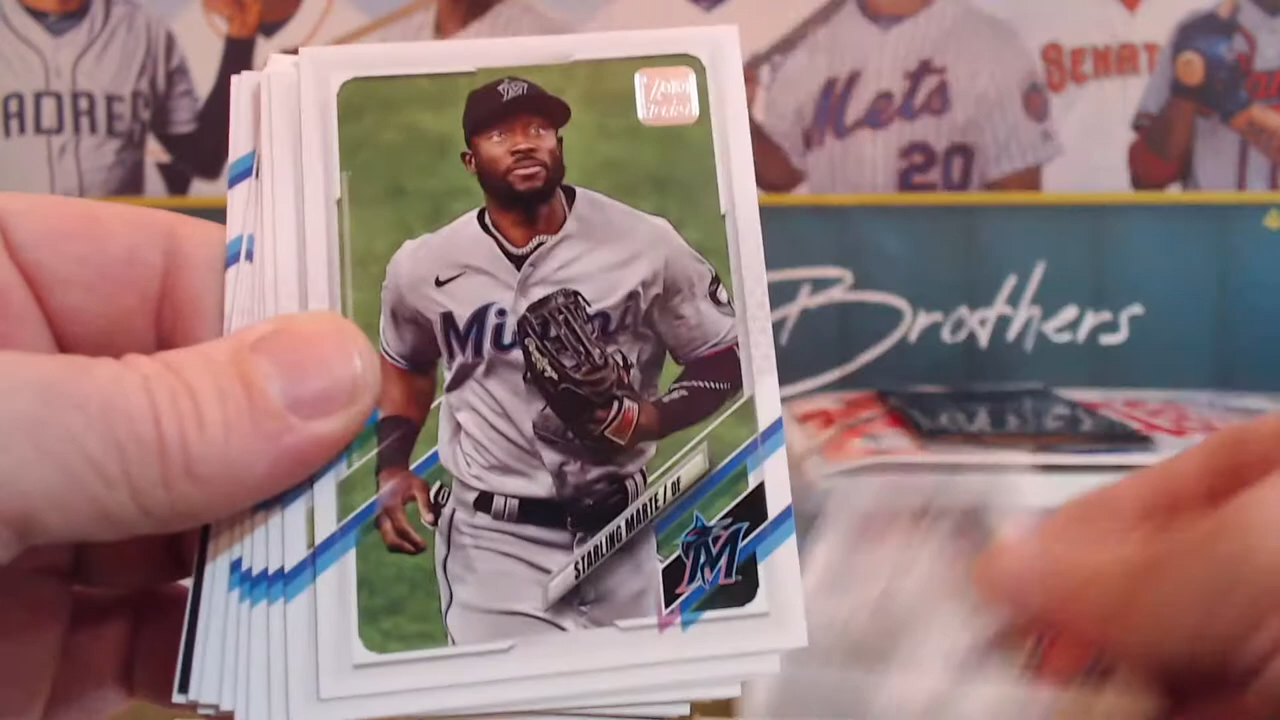 ADRES
Mets
20
SENAT
Brothers
Miami
STARLING MARTE / OF
M